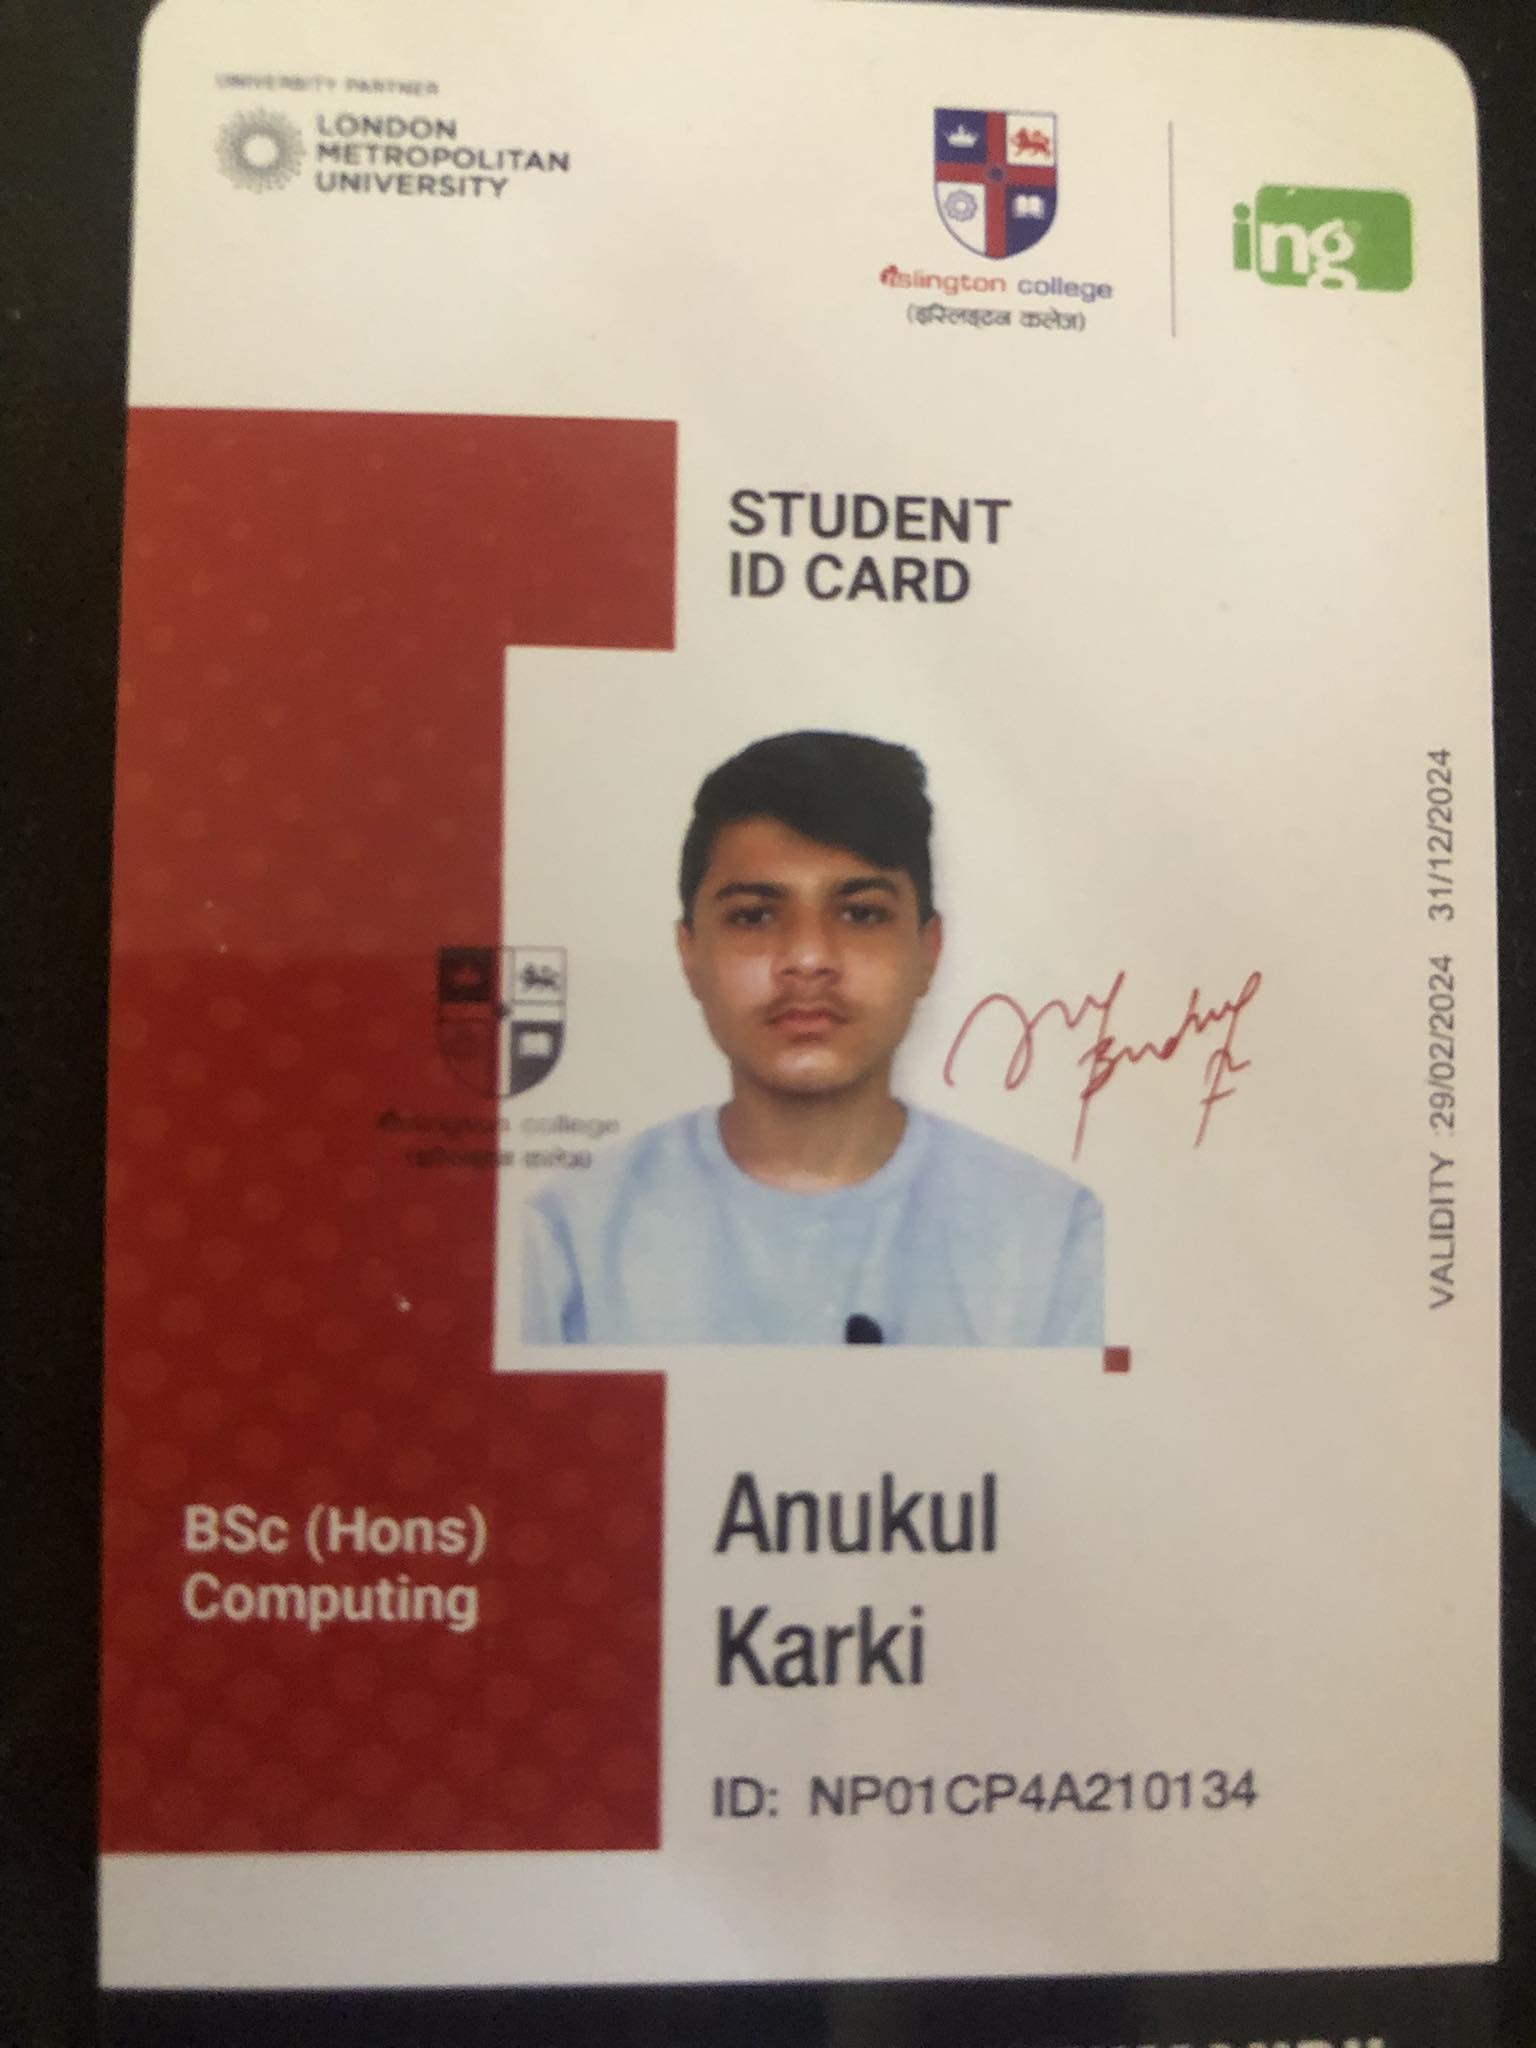 UNIVERSITY PARTNER
LONDON
METROPOLITAN
UNIVERSITY
islington college
(इस्लिङ्टन कलेज)
ing
STUDENT
ID CARD
islington college
(इस्लिङ्टन कलेज)
VALIDITY :29/02/2024 31/12/2024
BSc (Hons)
Computing
Anukul
Karki
ID: NP01CP4A210134